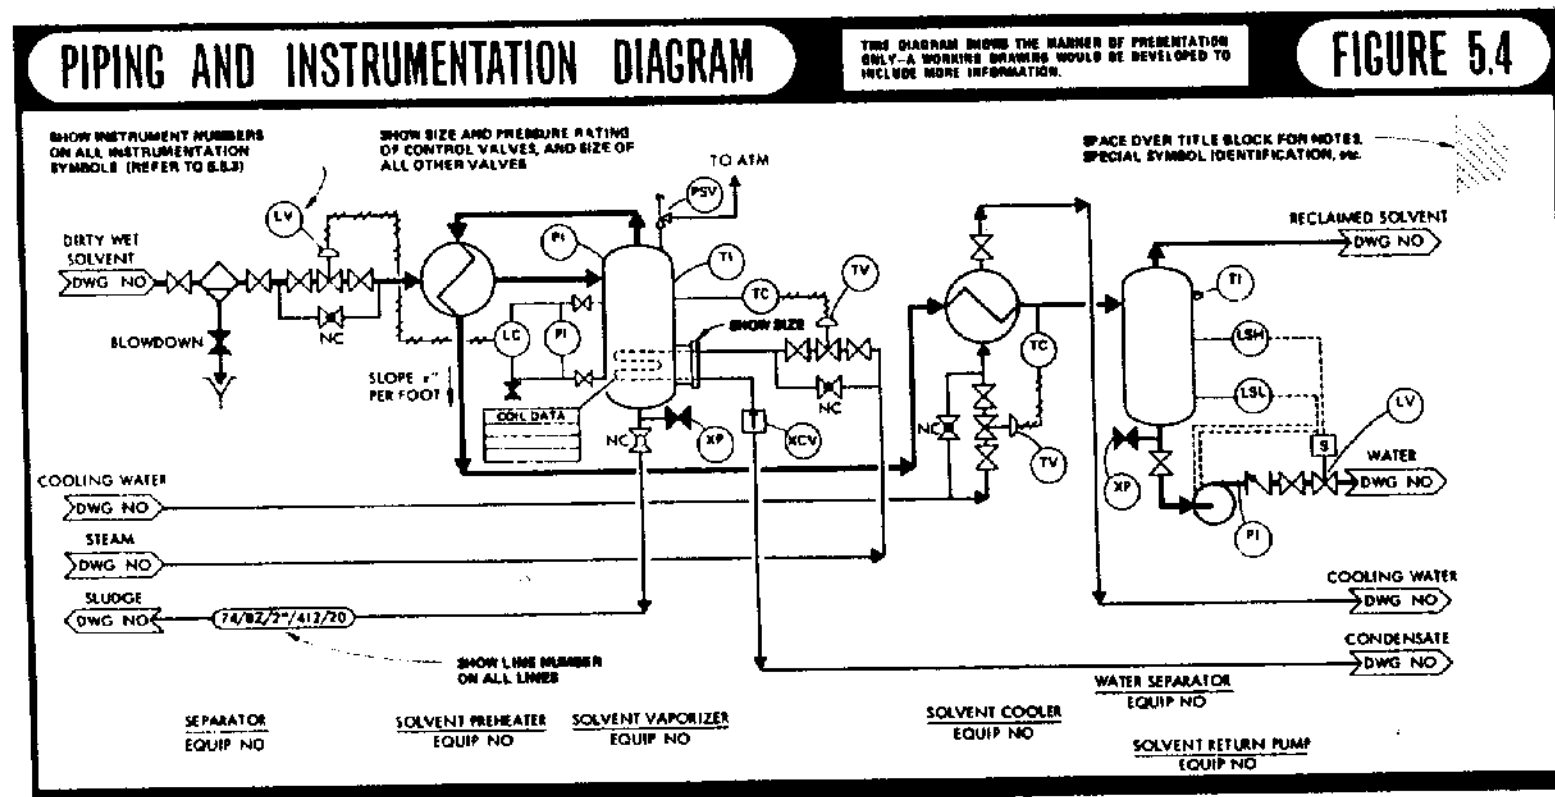 PIPING AND INSTRUMENTATION DIAGRAM
THIS DIAGRAM SHOWS THE MANNER OF PRESENTATION
ONLY—A WORKING DRAWING WOULD BE DEVELOPED TO
INCLUDE MORE INFORMATION.
FIGURE 5.4
SHOW INSTRUMENT NUMBERS
ON ALL INSTRUMENTATION
SYMBOLS (REFER TO 5.5.3)
SHOW SIZE AND PRESSURE RATING
OF CONTROL VALVES, AND SIZE OF
ALL OTHER VALVES
SPACE OVER TITLE BLOCK FOR NOTES,
SPECIAL SYMBOL IDENTIFICATION, etc.
TO ATM
PSV
LV
DIRTY WET
SOLVENT
DWG NO
PI
TI
TC
TV
RECLAIMED SOLVENT
DWG NO
TI
BLOWDOWN
NC
LC
PI
SHOW SIZE
TC
LSH
SLOPE x"
PER FOOT
COIL DATA
NC
NC
XP
XCV
NC
TV
LSL
LV
XP
S
WATER
DWG NO
PI
COOLING WATER
DWG NO
STEAM
DWG NO
SLUDGE
DWG NO
74/BZ/2"/412/20
SHOW LINE NUMBER
ON ALL LINES
COOLING WATER
DWG NO
CONDENSATE
DWG NO
SEPARATOR
EQUIP NO
SOLVENT PREHEATER
EQUIP NO
SOLVENT VAPORIZER
EQUIP NO
SOLVENT COOLER
EQUIP NO
WATER SEPARATOR
EQUIP NO
SOLVENT RETURN PUMP
EQUIP NO